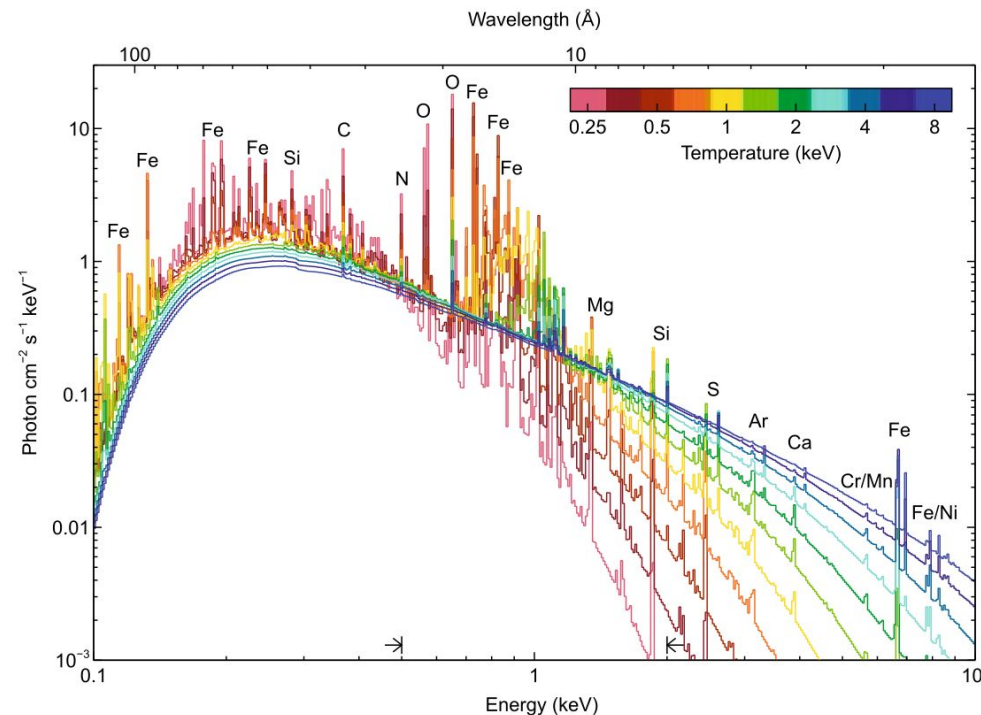 Wavelength (Å)
100 10
10
1
0.1
0.01
10⁻³
Photon cm⁻² s⁻¹ keV⁻¹
0.25 0.5 1 2 4 8
Temperature (keV)
Fe
Fe
Fe
Fe
Si
C
N
O
O
Fe
Fe
Fe
Mg
Si
S
Ar
Ca
Cr/Mn
Fe
Fe/Ni
0.1 1 10
Energy (keV)